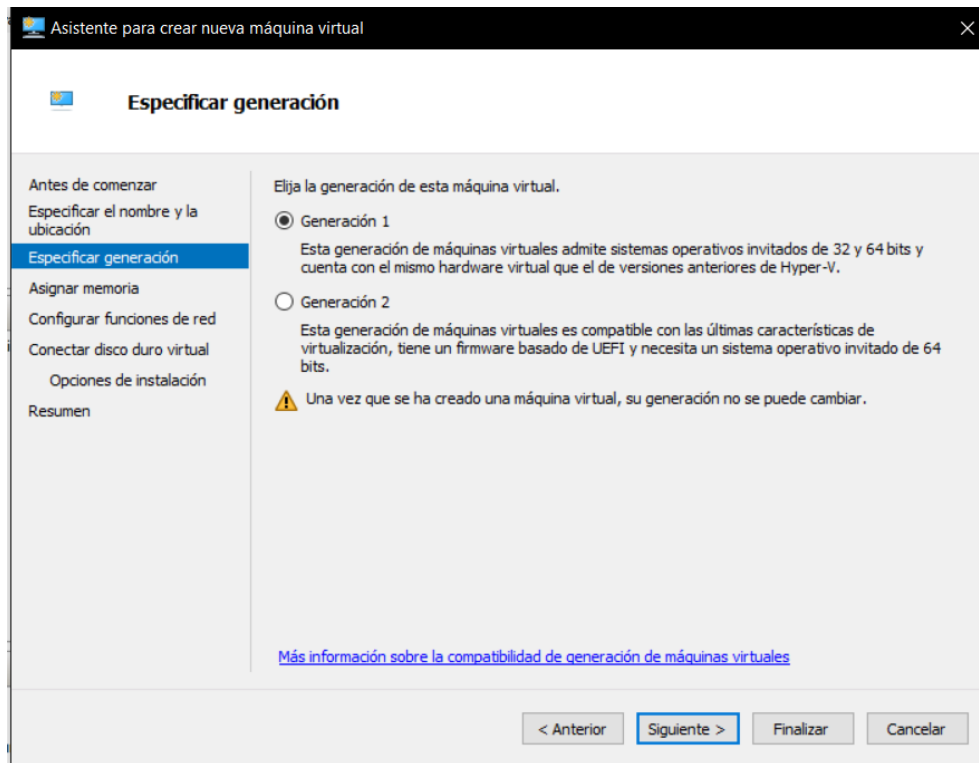 Asistente para crear nueva máquina virtual
Especificar generación
Antes de comenzar
Especificar el nombre y la
ubicación
Especificar generación
Asignar memoria
Configurar funciones de red
Conectar disco duro virtual
Opciones de instalación
Resumen
Elija la generación de esta máquina virtual.
Generación 1
Esta generación de máquinas virtuales admite sistemas operativos invitados de 32 y 64 bits y
cuenta con el mismo hardware virtual que el de versiones anteriores de Hyper-V.
Generación 2
Esta generación de máquinas virtuales es compatible con las últimas características de
virtualización, tiene un firmware basado de UEFI y necesita un sistema operativo invitado de 64
bits.
Una vez que se ha creado una máquina virtual, su generación no se puede cambiar.
Más información sobre la compatibilidad de generación de máquinas virtuales
< Anterior
Siguiente >
Finalizar
Cancelar